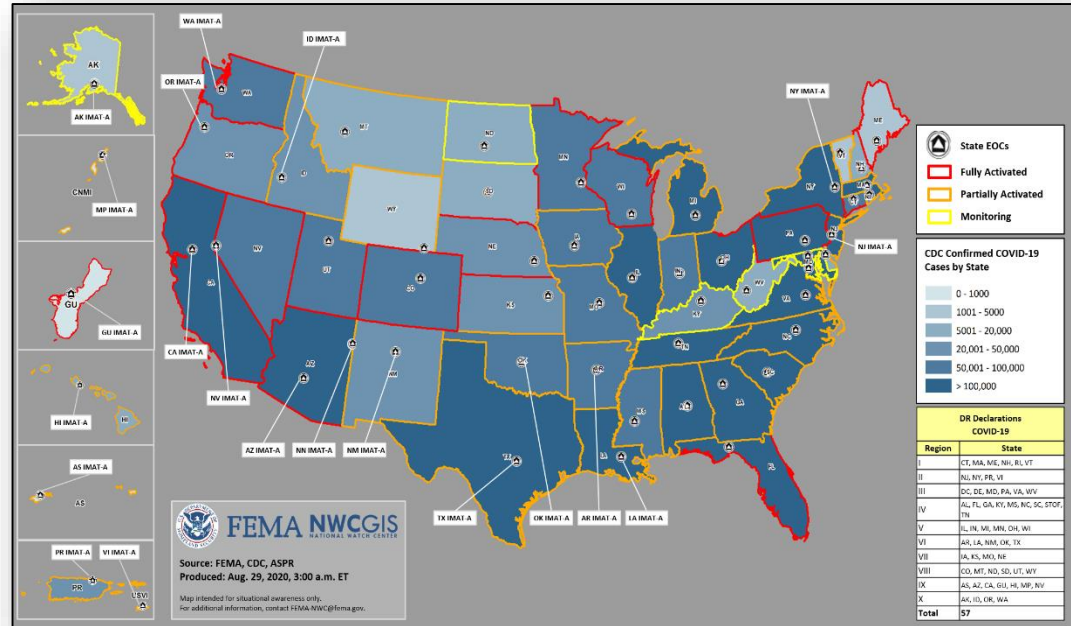 WA IMAT-A
ID IMAT-A
OR IMAT-A
NY IMAT-A
AK
AK IMAT-A
CNMI
MP IMAT-A
GU
GU IMAT-A
HI IMAT-A
HI
AS IMAT-A
AS
PR IMAT-A
VI IMAT-A
PR
USVI
WA
MT
ND
MN
ME
OR
ID
WI
VT
NH
NY
MI
WY
IA
PA
NV
NE
NJ IMAT-A
UT
IL
OH
CA
CO
WV
VA
KS
KY
NC
TN
AZ
OK
AR
NM
MS
GA
TX
LA
FL
CA IMAT-A
NV IMAT-A
AZ IMAT-A
NN IMAT-A
NM IMAT-A
TX IMAT-A
OK IMAT-A
AR IMAT-A
LA IMAT-A
State EOCs
Fully Activated
Partially Activated
Monitoring
CDC Confirmed COVID-19
Cases by State
0 - 1000
1001 - 5000
5001 - 20,000
20,001 - 50,000
50,001 - 100,000
> 100,000
DR Declarations
COVID-19
Region State
I CT, MA, ME, NH, RI, VT
II NJ, NY, PR, VI
III DC, DE, MD, PA, VA, WV
IV AL, FL, GA, KY, MS, NC, SC, STOF,
TN
V IL, IN, MI, MN, OH, WI
VI AR, LA, NM, OK, TX
VII IA, KS, MO, NE
VIII CO, MT, ND, SD, UT, WY
IX AS, AZ, CA, GU, HI, MP, NV
X AK, ID, OR, WA
Total 57
FEMA NWCGIS
NATIONAL WATCH CENTER
Source: FEMA, CDC, ASPR
Produced: Aug. 29, 2020, 3:00 a.m. ET
Map intended for situational awareness only.
For additional information, contact FEMA-NWC@fema.gov.